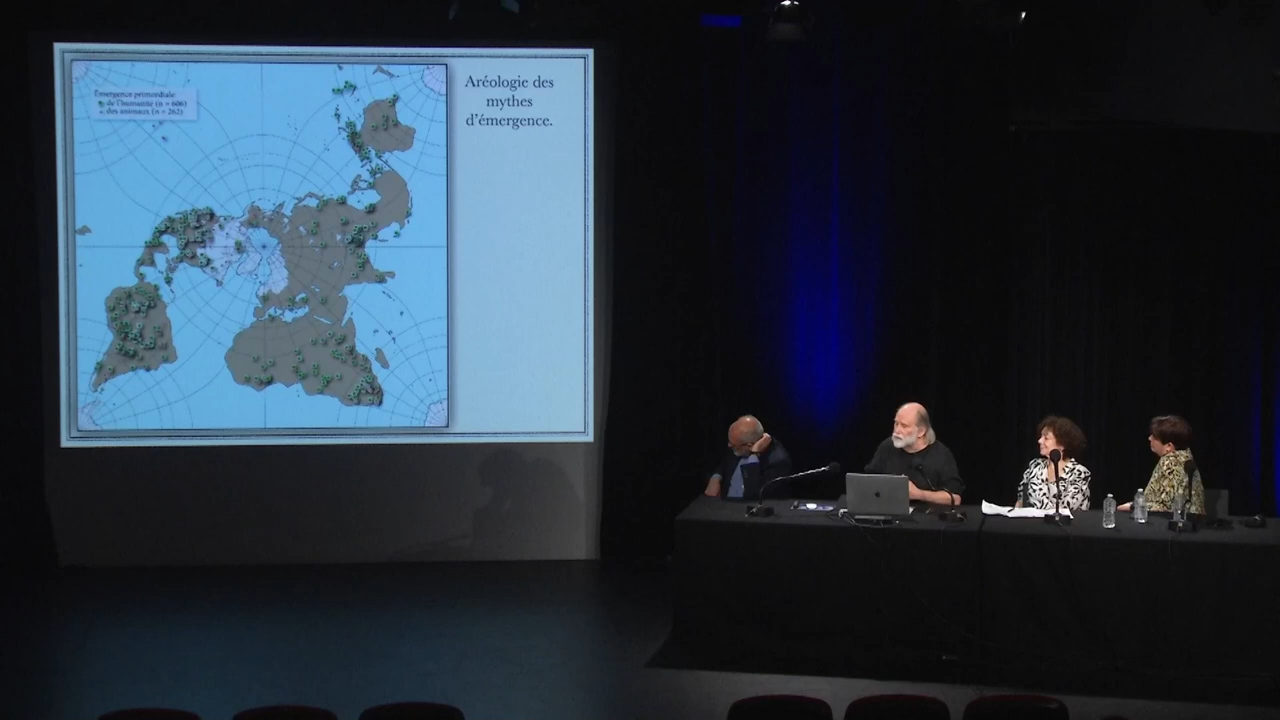 Émergence primordiale
de l'humanité (n = 606)
des animaux (n = 262)
Aréologie des
mythes
d'émergence.